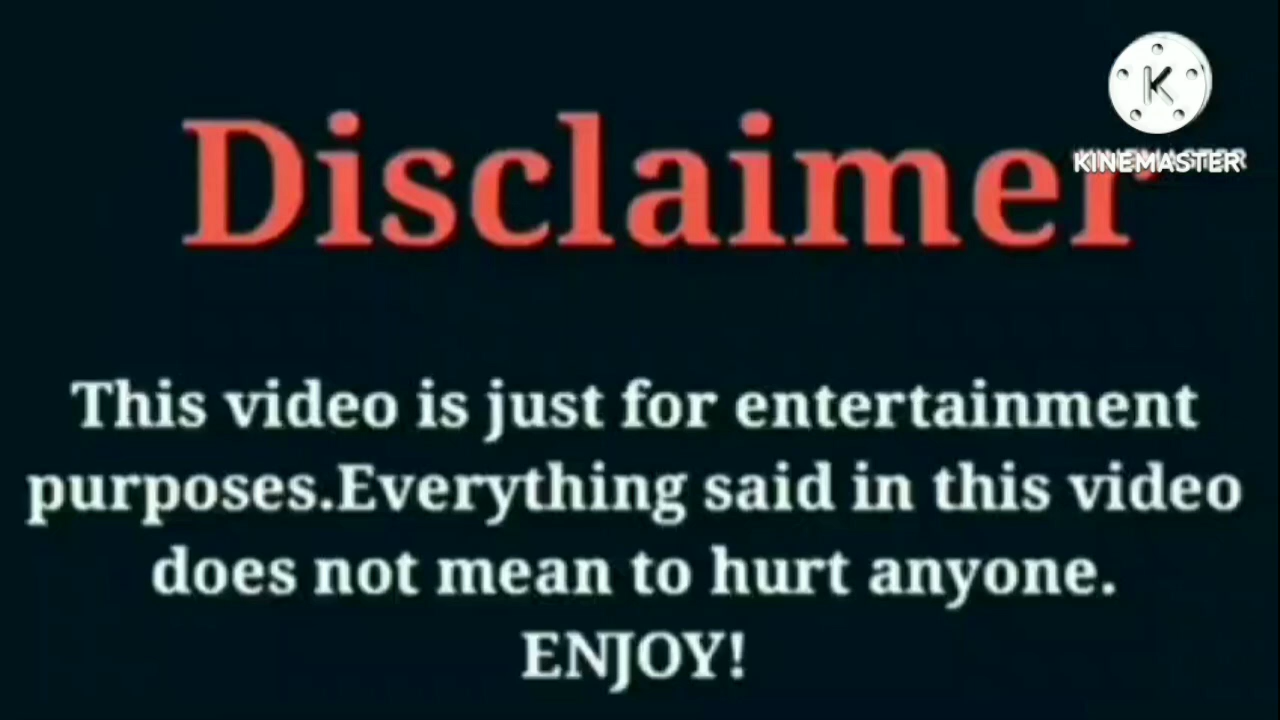 K
KINEMASTER
Disclaimer
This video is just for entertainment
purposes.Everything said in this video
does not mean to hurt anyone.
ENJOY!